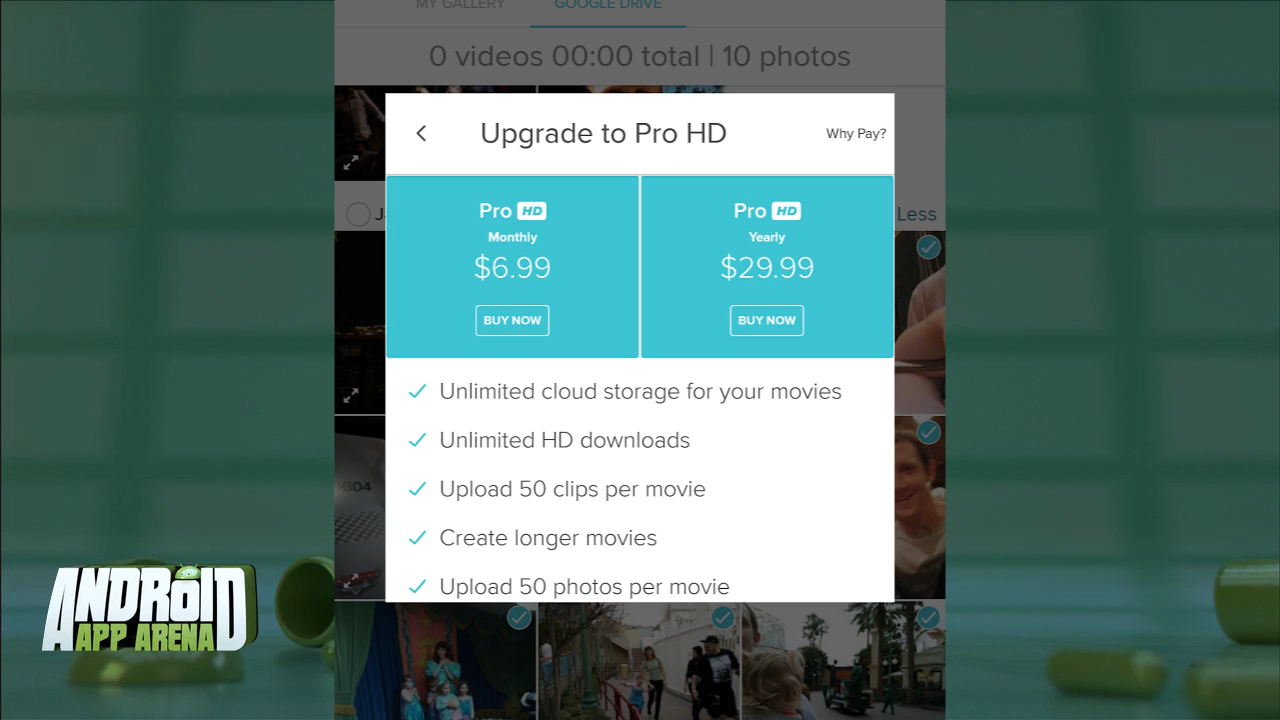 MY GALLERY
GOOGLE DRIVE
0 videos 00:00 total | 10 photos
Upgrade to Pro HD
Why Pay?
Pro HD
Monthly
$6.99
BUY NOW
Pro HD
Yearly
$29.99
BUY NOW
Less
Unlimited cloud storage for your movies
Unlimited HD downloads
Upload 50 clips per movie
604
Create longer movies
Upload 50 photos per movie
ANDROID
APP ARENA